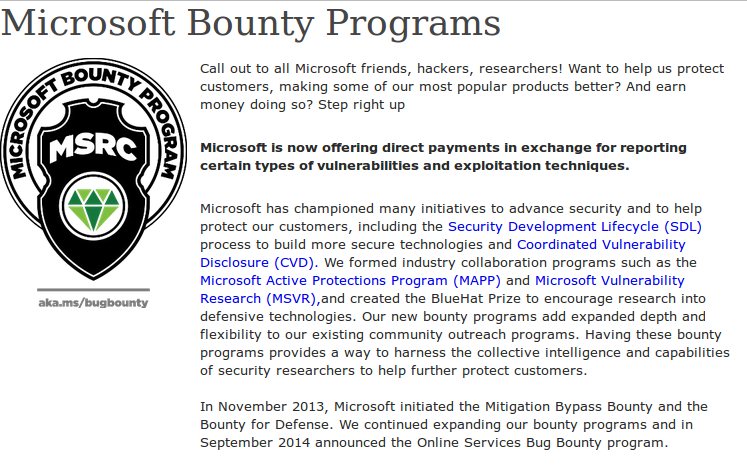 Microsoft Bounty Programs
MICROSOFT BOUNTY PROGRAM
MSRC
aka.ms/bugbounty
Call out to all Microsoft friends, hackers, researchers! Want to help us protect
customers, making some of our most popular products better? And earn
money doing so? Step right up
Microsoft is now offering direct payments in exchange for reporting
certain types of vulnerabilities and exploitation techniques.
Microsoft has championed many initiatives to advance security and to help
protect our customers, including the Security Development Lifecycle (SDL)
process to build more secure technologies and Coordinated Vulnerability
Disclosure (CVD). We formed industry collaboration programs such as the
Microsoft Active Protections Program (MAPP) and Microsoft Vulnerability
Research (MSVR),and created the BlueHat Prize to encourage research into
defensive technologies. Our new bounty programs add expanded depth and
flexibility to our existing community outreach programs. Having these bounty
programs provides a way to harness the collective intelligence and capabilities
of security researchers to help further protect customers.
In November 2013, Microsoft initiated the Mitigation Bypass Bounty and the
Bounty for Defense. We continued expanding our bounty programs and in
September 2014 announced the Online Services Bug Bounty program.